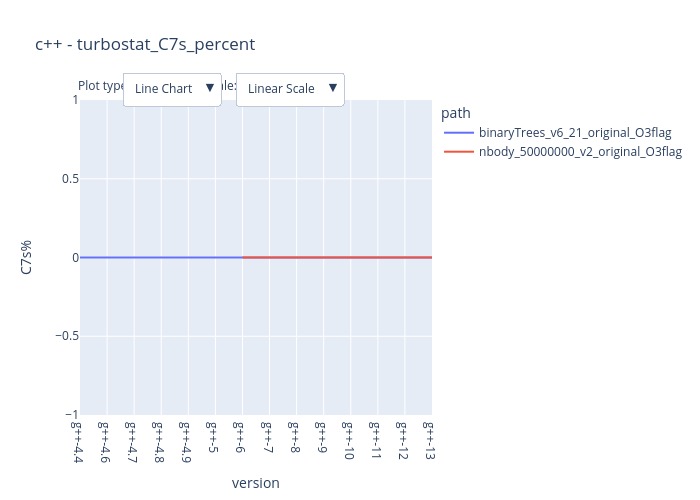 c++ - turbostat_C7s_percent
Plot type
Line Chart ▼
Linear Scale ▼
path
binaryTrees_v6_21_original_O3flag
nbody_50000000_v2_original_O3flag
1
0.5
0
−0.5
−1
C7s%
g++-4.4
g++-4.6
g++-4.7
g++-4.8
g++-4.9
g++-5
g++-6
g++-7
g++-8
g++-9
g++-10
g++-11
g++-12
g++-13
version